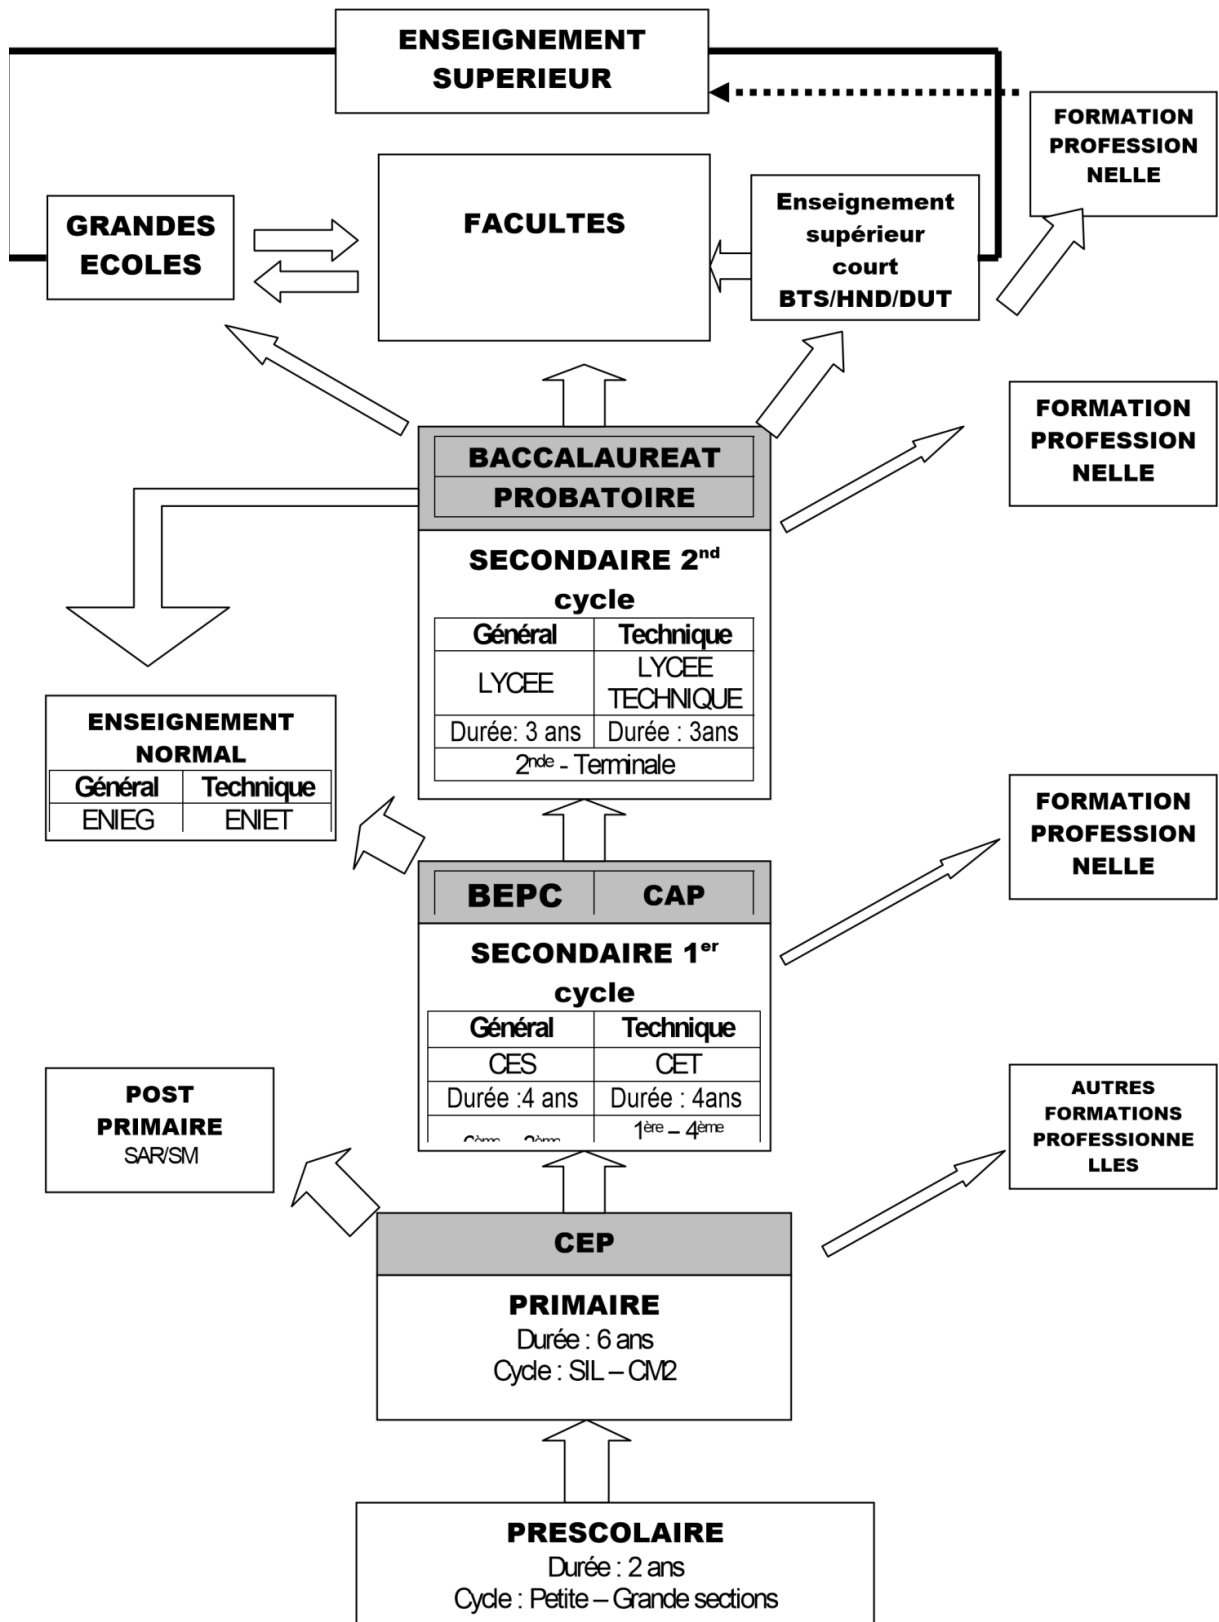 ENSEIGNEMENT
SUPERIEUR
FORMATION
PROFESSION
NELLE
GRANDES
ECOLES
FACULTES
Enseignement
supérieur
court
BTS/HND/DUT
FORMATION
PROFESSION
NELLE
BACCALAUREAT
PROBATOIRE
SECONDAIRE 2nd
cycle
Général Technique
LYCEE LYCEE
TECHNIQUE
Durée: 3 ans Durée : 3ans
2nde - Terminale
ENSEIGNEMENT
NORMAL
Général Technique
ENIEG ENIET
FORMATION
PROFESSION
NELLE
BEPC CAP
SECONDAIRE 1er
cycle
Général Technique
CES CET
Durée :4 ans Durée : 4ans
1ère – 4ème
POST
PRIMAIRE
SAR/SM
AUTRES
FORMATIONS
PROFESSIONNE
LLES
CEP
PRIMAIRE
Durée : 6 ans
Cycle : SIL – CM2
PRESCOLAIRE
Durée : 2 ans
Cycle : Petite – Grande sections